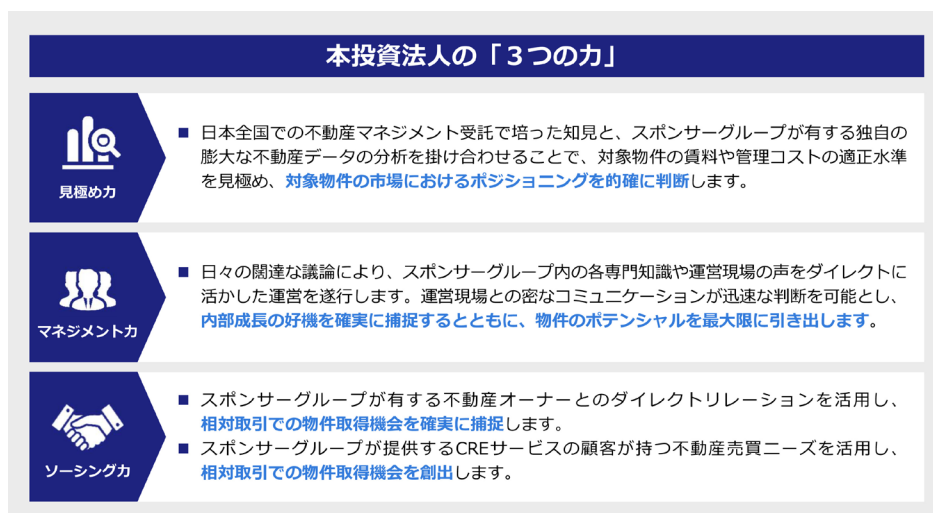 本投資法人の「３つの力」
見極め力
■ 日本全国での不動産マネジメント受託で培った知見と、スポンサーグループが有する独自の
膨大な不動産データの分析を掛け合わせることで、対象物件の賃料や管理コストの適正水準
を見極め、対象物件の市場におけるポジショニングを的確に判断します。
マネジメント力
■ 日々の闊達な議論により、スポンサーグループ内の各専門知識や運営現場の声をダイレクトに
活かした運営を遂行します。運営現場との密なコミュニケーションが迅速な判断を可能とし、
内部成長の好機を確実に捕捉するとともに、物件のポテンシャルを最大限に引き出します。
ソーシング力
■ スポンサーグループが有する不動産オーナーとのダイレクトリレーションを活用し、
相対取引での物件取得機会を確実に捕捉します。
■ スポンサーグループが提供するCREサービスの顧客が持つ不動産売買ニーズを活用し、
相対取引での物件取得機会を創出します。